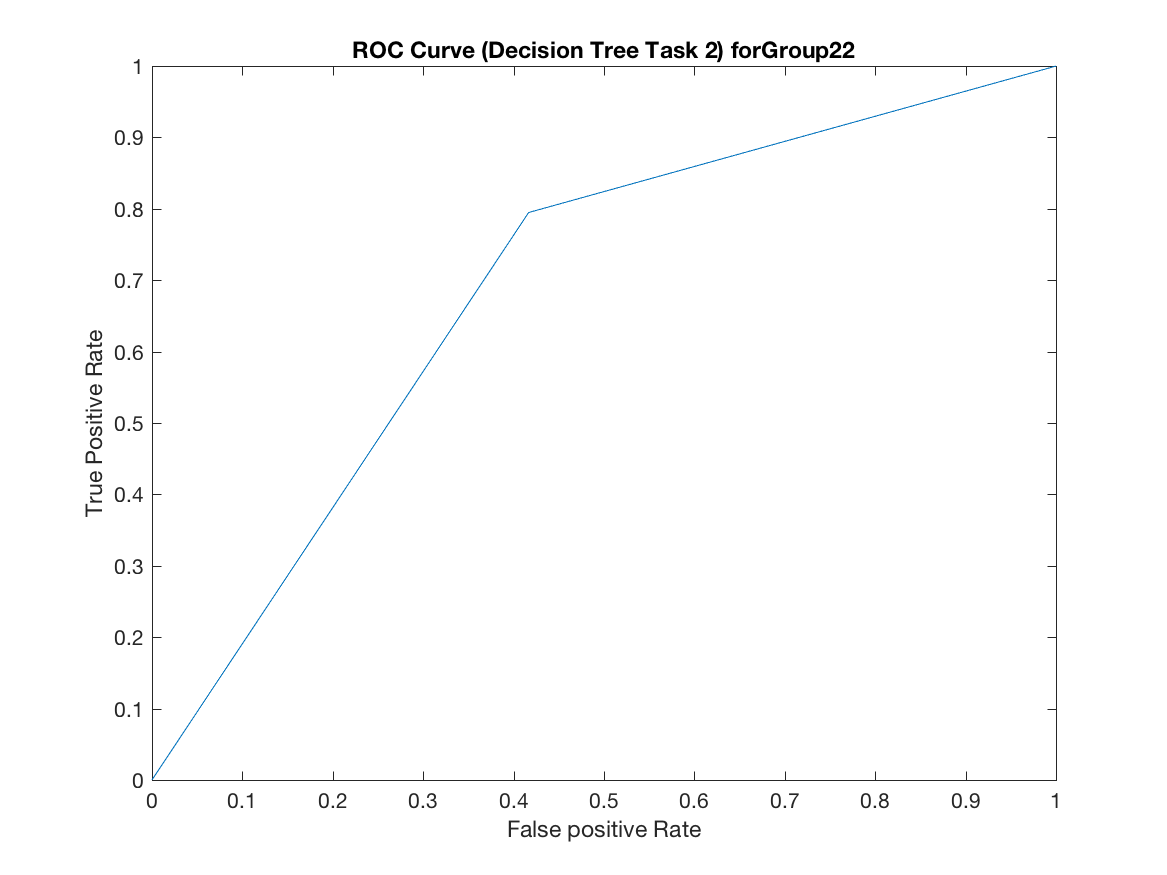 ROC Curve (Decision Tree Task 2) forGroup22
1
0.9
0.8
0.7
0.6
0.5
0.4
0.3
0.2
0.1
0
True Positive Rate
0 0.1 0.2 0.3 0.4 0.5 0.6 0.7 0.8 0.9 1
False positive Rate